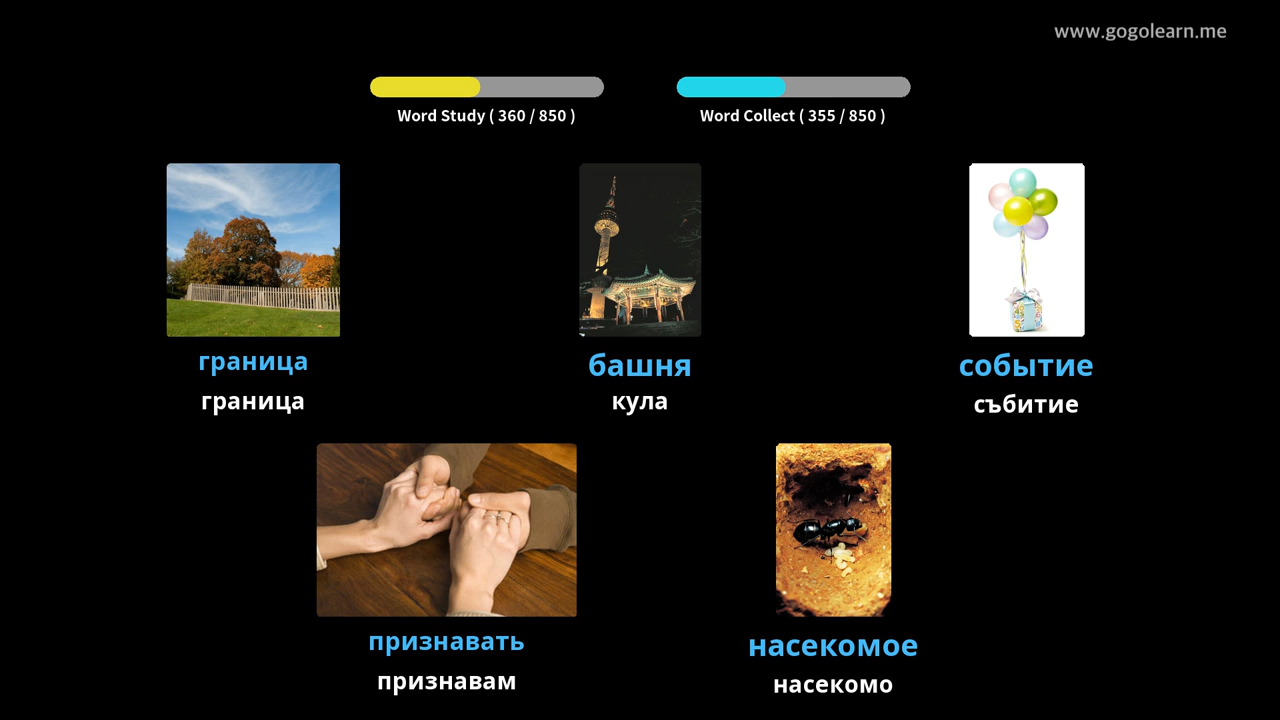 www.gogolearn.me
Word Study ( 360 / 850 )
Word Collect ( 355 / 850 )
граница
граница
башня
кула
событие
събитие
признавать
признавам
насекомое
насекомо